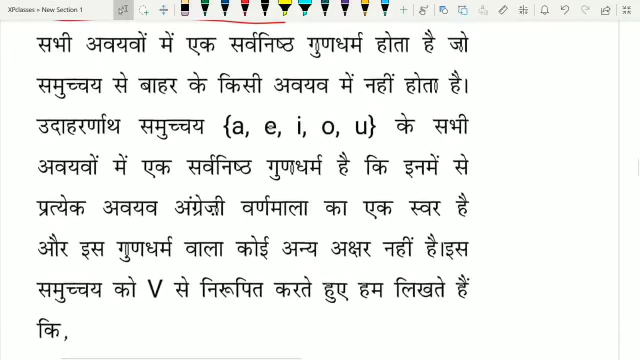 XPclasses » New Section 1
सभी अवयवों में एक सर्वनिष्ठ गुणधर्म होता है जो
समुच्चय से बाहर के किसी अवयव में नहीं होता है।
उदाहरर्णाथ समुच्चय {a, e, i, o, u} के सभी
अवयवों में एक सर्वनिष्ठ गुणधर्म है कि इनमें से
प्रत्येक अवयव अंग्रेज़ी वर्णमाला का एक स्वर है
और इस गुणधर्म वाला कोई अन्य अक्षर नहीं है।इस
समुच्चय को V से निरूपित करते हुए हम लिखते हैं
कि,